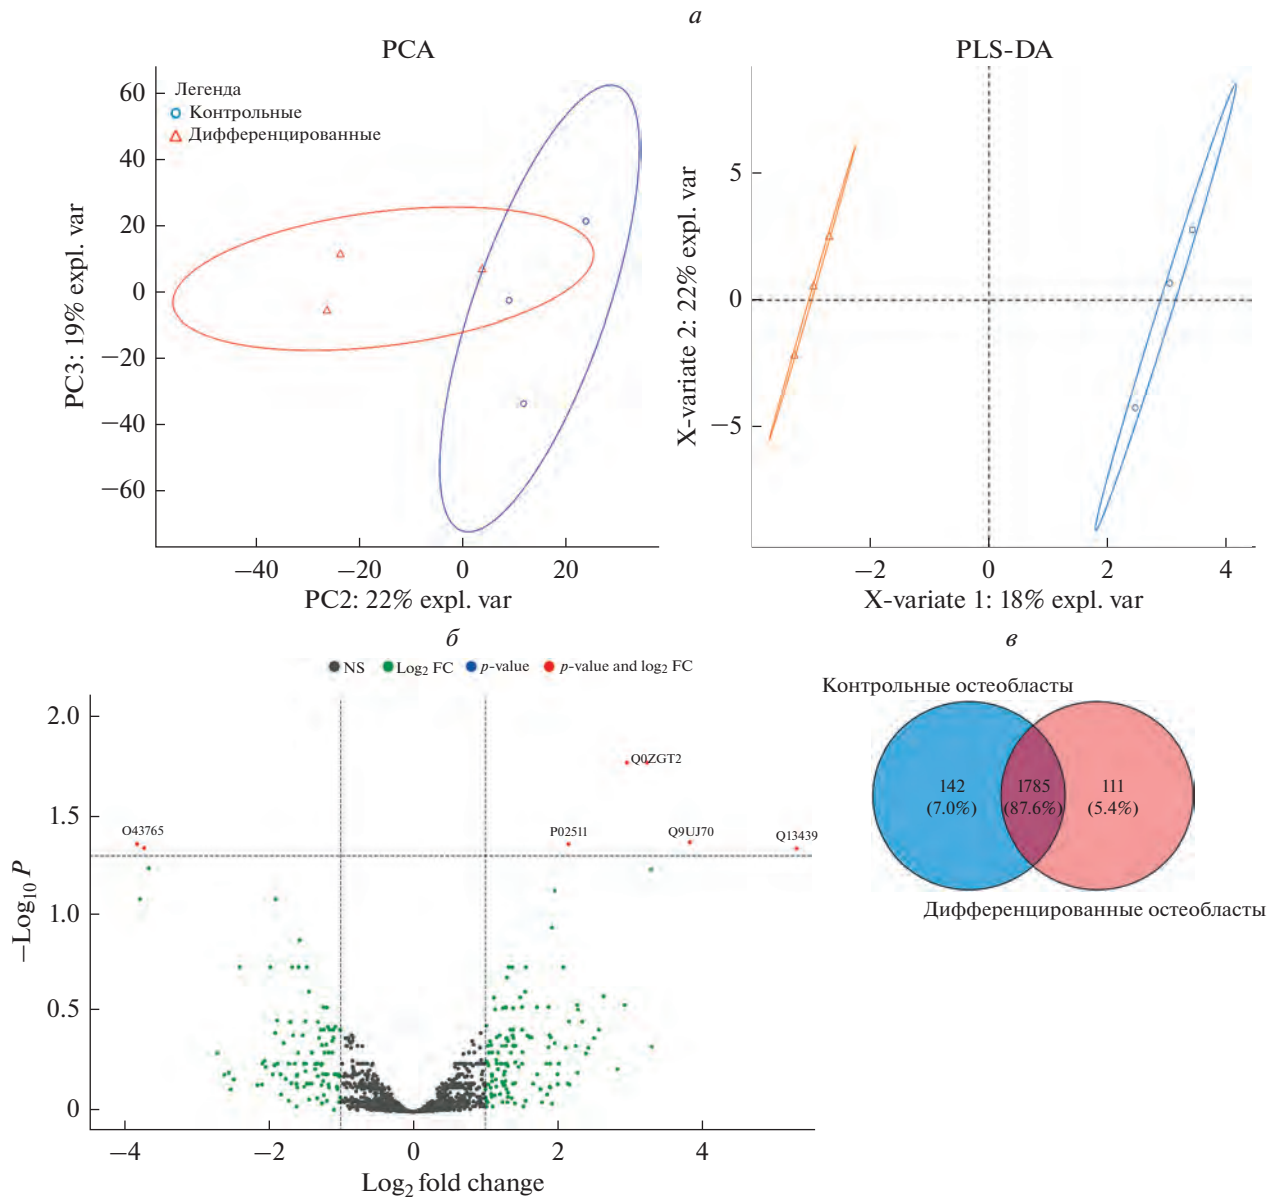 а
PCA
Легенда
Контрольные
Дифференцированные
60
40
20
0
−20
−40
−60
PC3: 19% expl. var
−40
−20
0
20
PC2: 22% expl. var
PLS-DA
5
0
−5
X-variate 2: 22% expl. var
−2
0
2
4
X-variate 1: 18% expl. var
б
NS
Log2 FC
p-value
p-value and log2 FC
2.0
1.5
1.0
0.5
0
−Log10 P
Q0ZGT2
O43765
P02511
Q9UJ70
Q13439
−4
−2
0
2
4
Log2 fold change
в
Контрольные остеобласты
142
(7.0%)
1785
(87.6%)
111
(5.4%)
Дифференцированные остеобласты